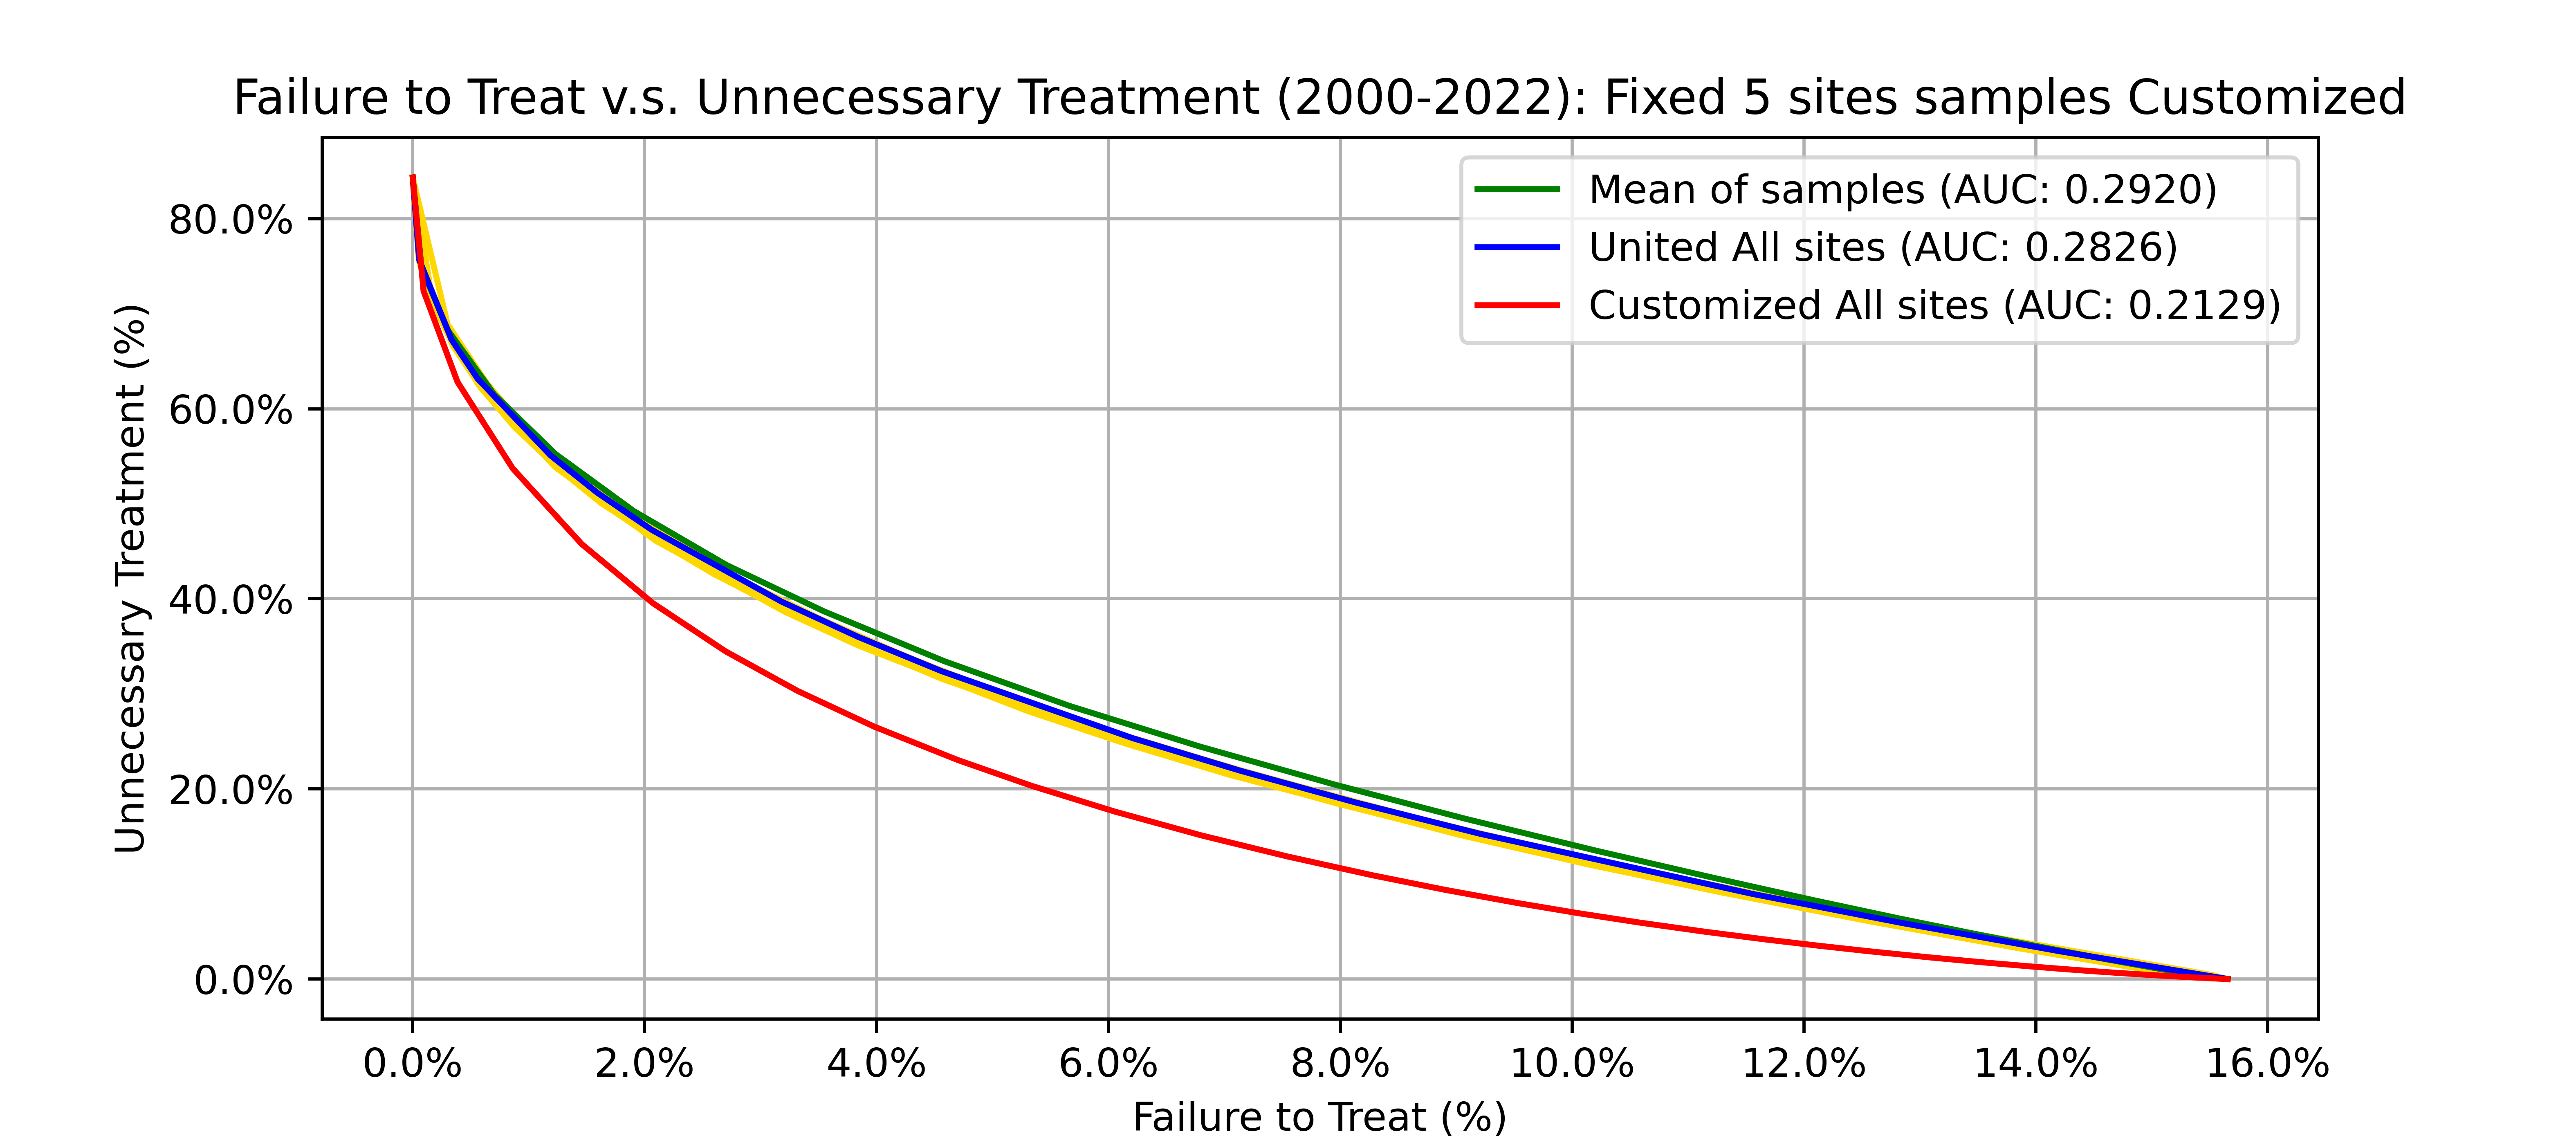 Failure to Treat v.s. Unnecessary Treatment (2000-2022): Fixed 5 sites samples Customized
Mean of samples (AUC: 0.2920)
United All sites (AUC: 0.2826)
Customized All sites (AUC: 0.2129)
Unnecessary Treatment (%)
80.0%
60.0%
40.0%
20.0%
0.0%
0.0% 2.0% 4.0% 6.0% 8.0% 10.0% 12.0% 14.0% 16.0%
Failure to Treat (%)